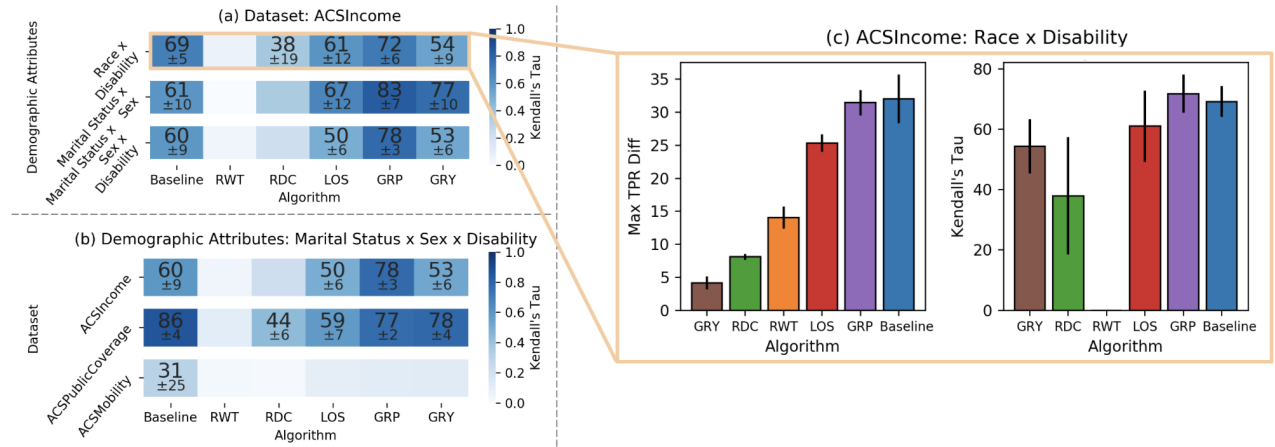 (a) Dataset: ACSIncome
Demographic Attributes
Race x
Disability
69 38 61 72 54
±5 ±19 ±12 ±6 ±9
Marital Status x
Sex
61 67 83 77
±10 ±12 ±7 ±10
Marital Status x
Sex x
Disability
60 50 78 53
±9 ±6 ±3 ±6
Baseline RWT RDC LOS GRP GRY
Algorithm
1.0
0.8
0.6
0.4
0.2
0.0
Kendall's Tau
(b) Demographic Attributes: Marital Status x Sex x Disability
Dataset
ACSIncome
60 50 78 53
±9 ±6 ±3 ±6
ACSPublicCoverage
86 44 59 77 78
±4 ±6 ±7 ±2 ±4
ACSMobility
31
±25
Baseline RWT RDC LOS GRP GRY
Algorithm
1.0
0.8
0.6
0.4
0.2
0.0
Kendall's Tau
(c) ACSIncome: Race x Disability
Max TPR Diff
35
30
25
20
15
10
5
0
GRY RDC RWT LOS GRP Baseline
Algorithm
Kendall's Tau
80
60
40
20
0
GRY RDC RWT LOS GRP Baseline
Algorithm